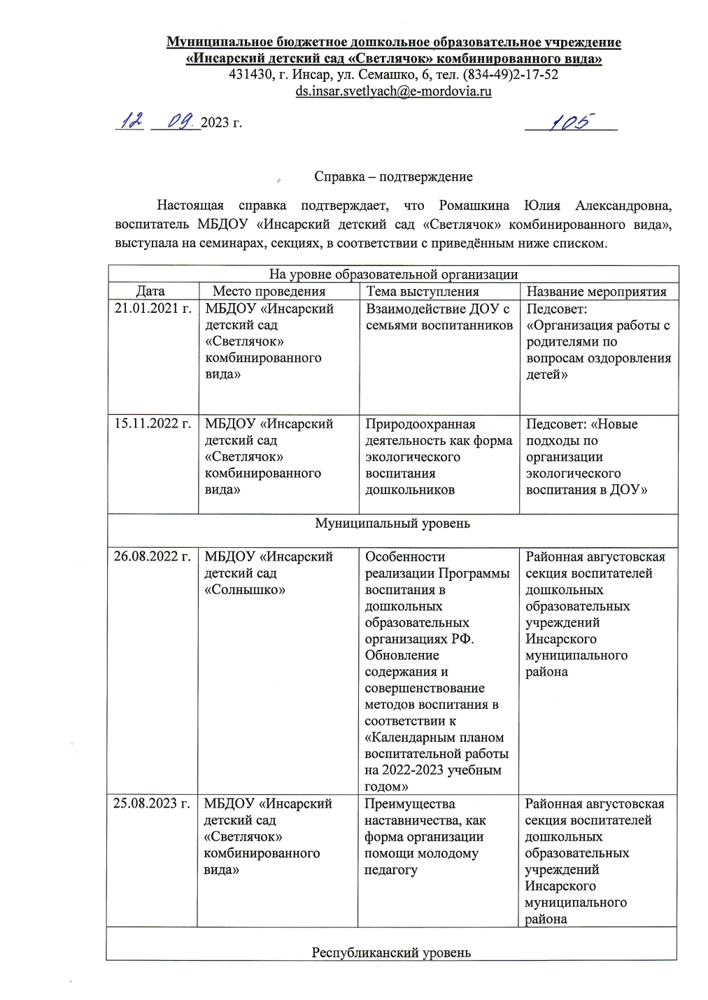 Муниципальное бюджетное дошкольное образовательное учреждение
«Инсарский детский сад «Светлячок» комбинированного вида»
431430, г. Инсар, ул. Семашко, 6, тел. (834-49)2-17-52
ds.insar.svetlyach@e-mordovia.ru
12 09 2023 г. 105
Справка – подтверждение
Настоящая справка подтверждает, что Ромашкина Юлия Александровна,
воспитатель МБДОУ «Инсарский детский сад «Светлячок» комбинированного вида»,
выступала на семинарах, секциях, в соответствии с приведённым ниже списком.
На уровне образовательной организации
Дата Место проведения Тема выступления Название мероприятия
21.01.2021 г.
МБДОУ «Инсарский
детский сад
«Светлячок»
комбинированного
вида»
Взаимодействие ДОУ с
семьями воспитанников
Педсовет:
«Организация работы с
родителями по
вопросам оздоровления
детей»
15.11.2022 г.
МБДОУ «Инсарский
детский сад
«Светлячок»
комбинированного
вида»
Природоохранная
деятельность как форма
экологического
воспитания
дошкольников
Педсовет: «Новые
подходы по
организации
экологического
воспитания в ДОУ»
Муниципальный уровень
26.08.2022 г.
МБДОУ «Инсарский
детский сад
«Солнышко»
Особенности
реализации Программы
воспитания в
дошкольных
образовательных
организациях РФ.
Обновление
содержания и
совершенствование
методов воспитания в
соответствии к
«Календарным планом
воспитательной работы
на 2022-2023 учебным
годом»
Районная августовская
секция воспитателей
дошкольных
образовательных
учреждений
Инсарского
муниципального
района
25.08.2023 г.
МБДОУ «Инсарский
детский сад
«Светлячок»
комбинированного
вида»
Преимущества
наставничества, как
форма организации
помощи молодому
педагогу
Районная августовская
секция воспитателей
дошкольных
образовательных
учреждений
Инсарского
муниципального
района
Республиканский уровень